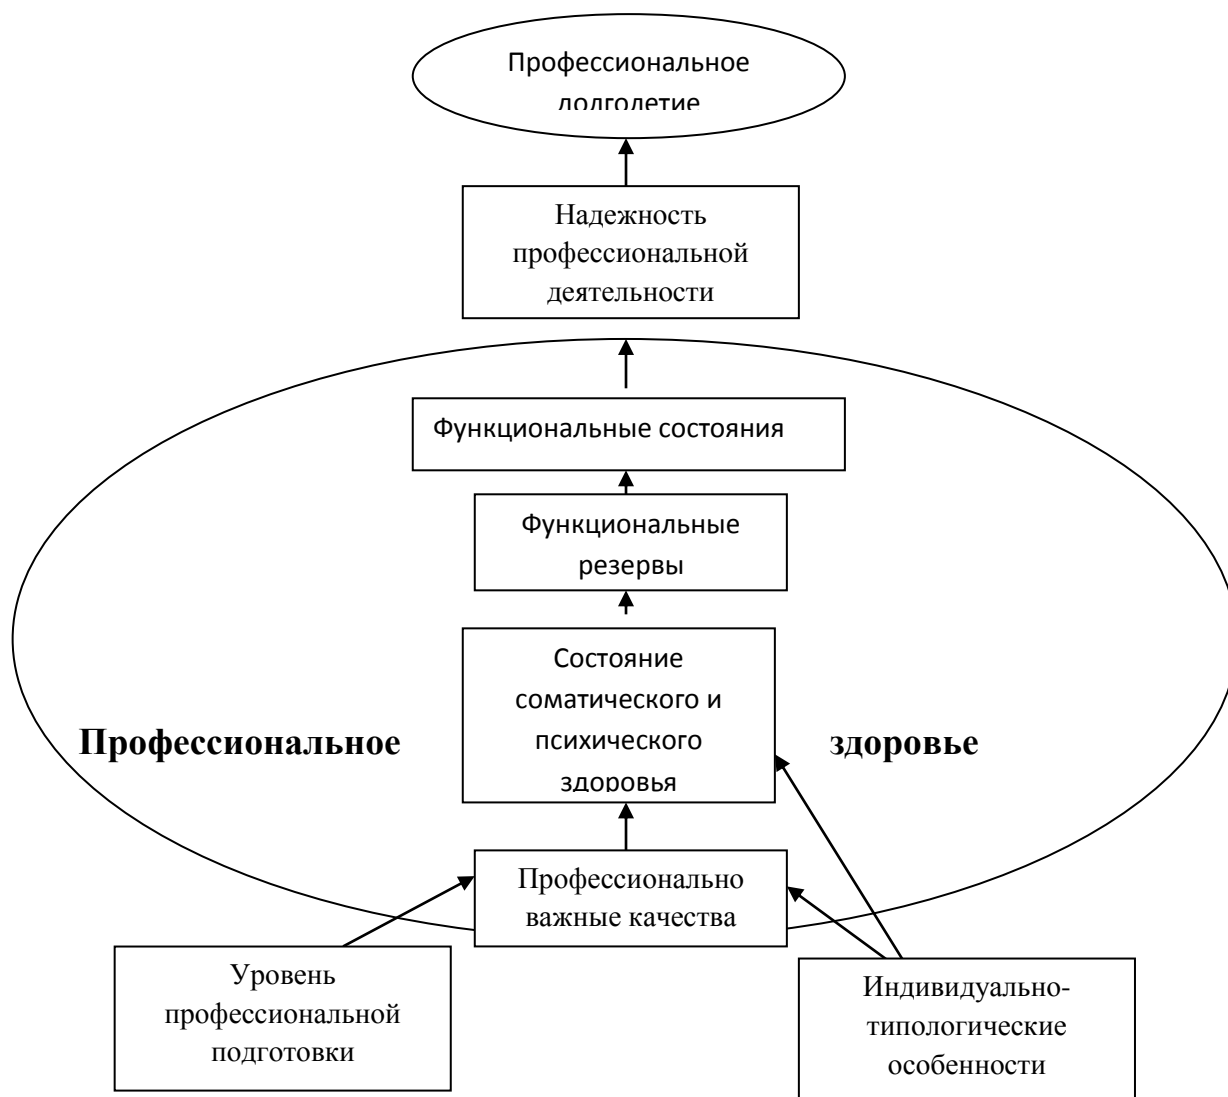 Профессиональное
долголетие
Надежность
профессиональной
деятельности
Функциональные состояния
Функциональные
резервы
Состояние
соматического и
психического
здоровья
Профессиональное здоровье
Профессионально
важные качества
Уровень
профессиональной
подготовки
Индивидуально-
типологические
особенности